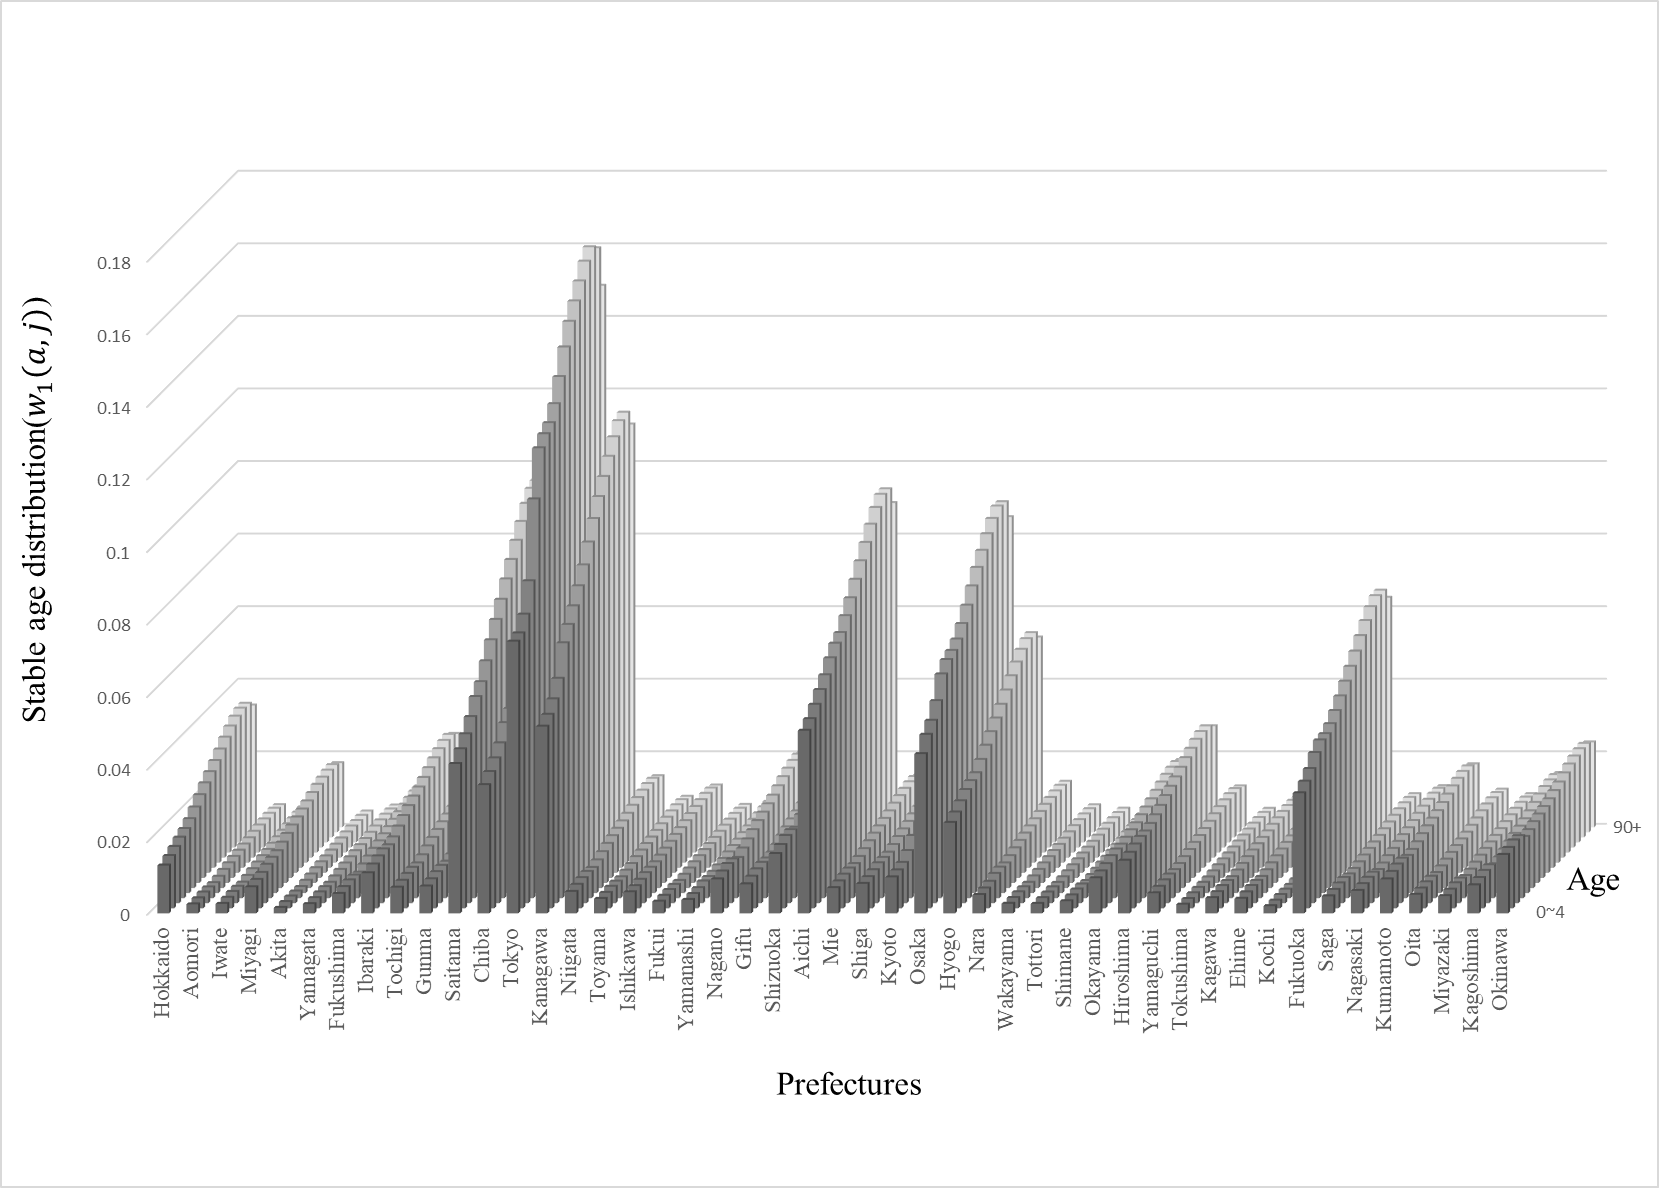 Stable age distribution(w₁(a, j))
0.18
0.16
0.14
0.12
0.1
0.08
0.06
0.04
0.02
0
90+
Age
0~4
Hokkaido
Aomori
Iwate
Miyagi
Akita
Yamagata
Fukushima
Ibaraki
Tochigi
Gunma
Saitama
Chiba
Tokyo
Kanagawa
Niigata
Toyama
Ishikawa
Fukui
Yamanashi
Nagano
Gifu
Shizuoka
Aichi
Mie
Shiga
Kyoto
Osaka
Hyogo
Nara
Wakayama
Tottori
Shimane
Okayama
Hiroshima
Yamaguchi
Tokushima
Kagawa
Ehime
Kochi
Fukuoka
Saga
Nagasaki
Kumamoto
Oita
Miyazaki
Kagoshima
Okinawa
Prefectures